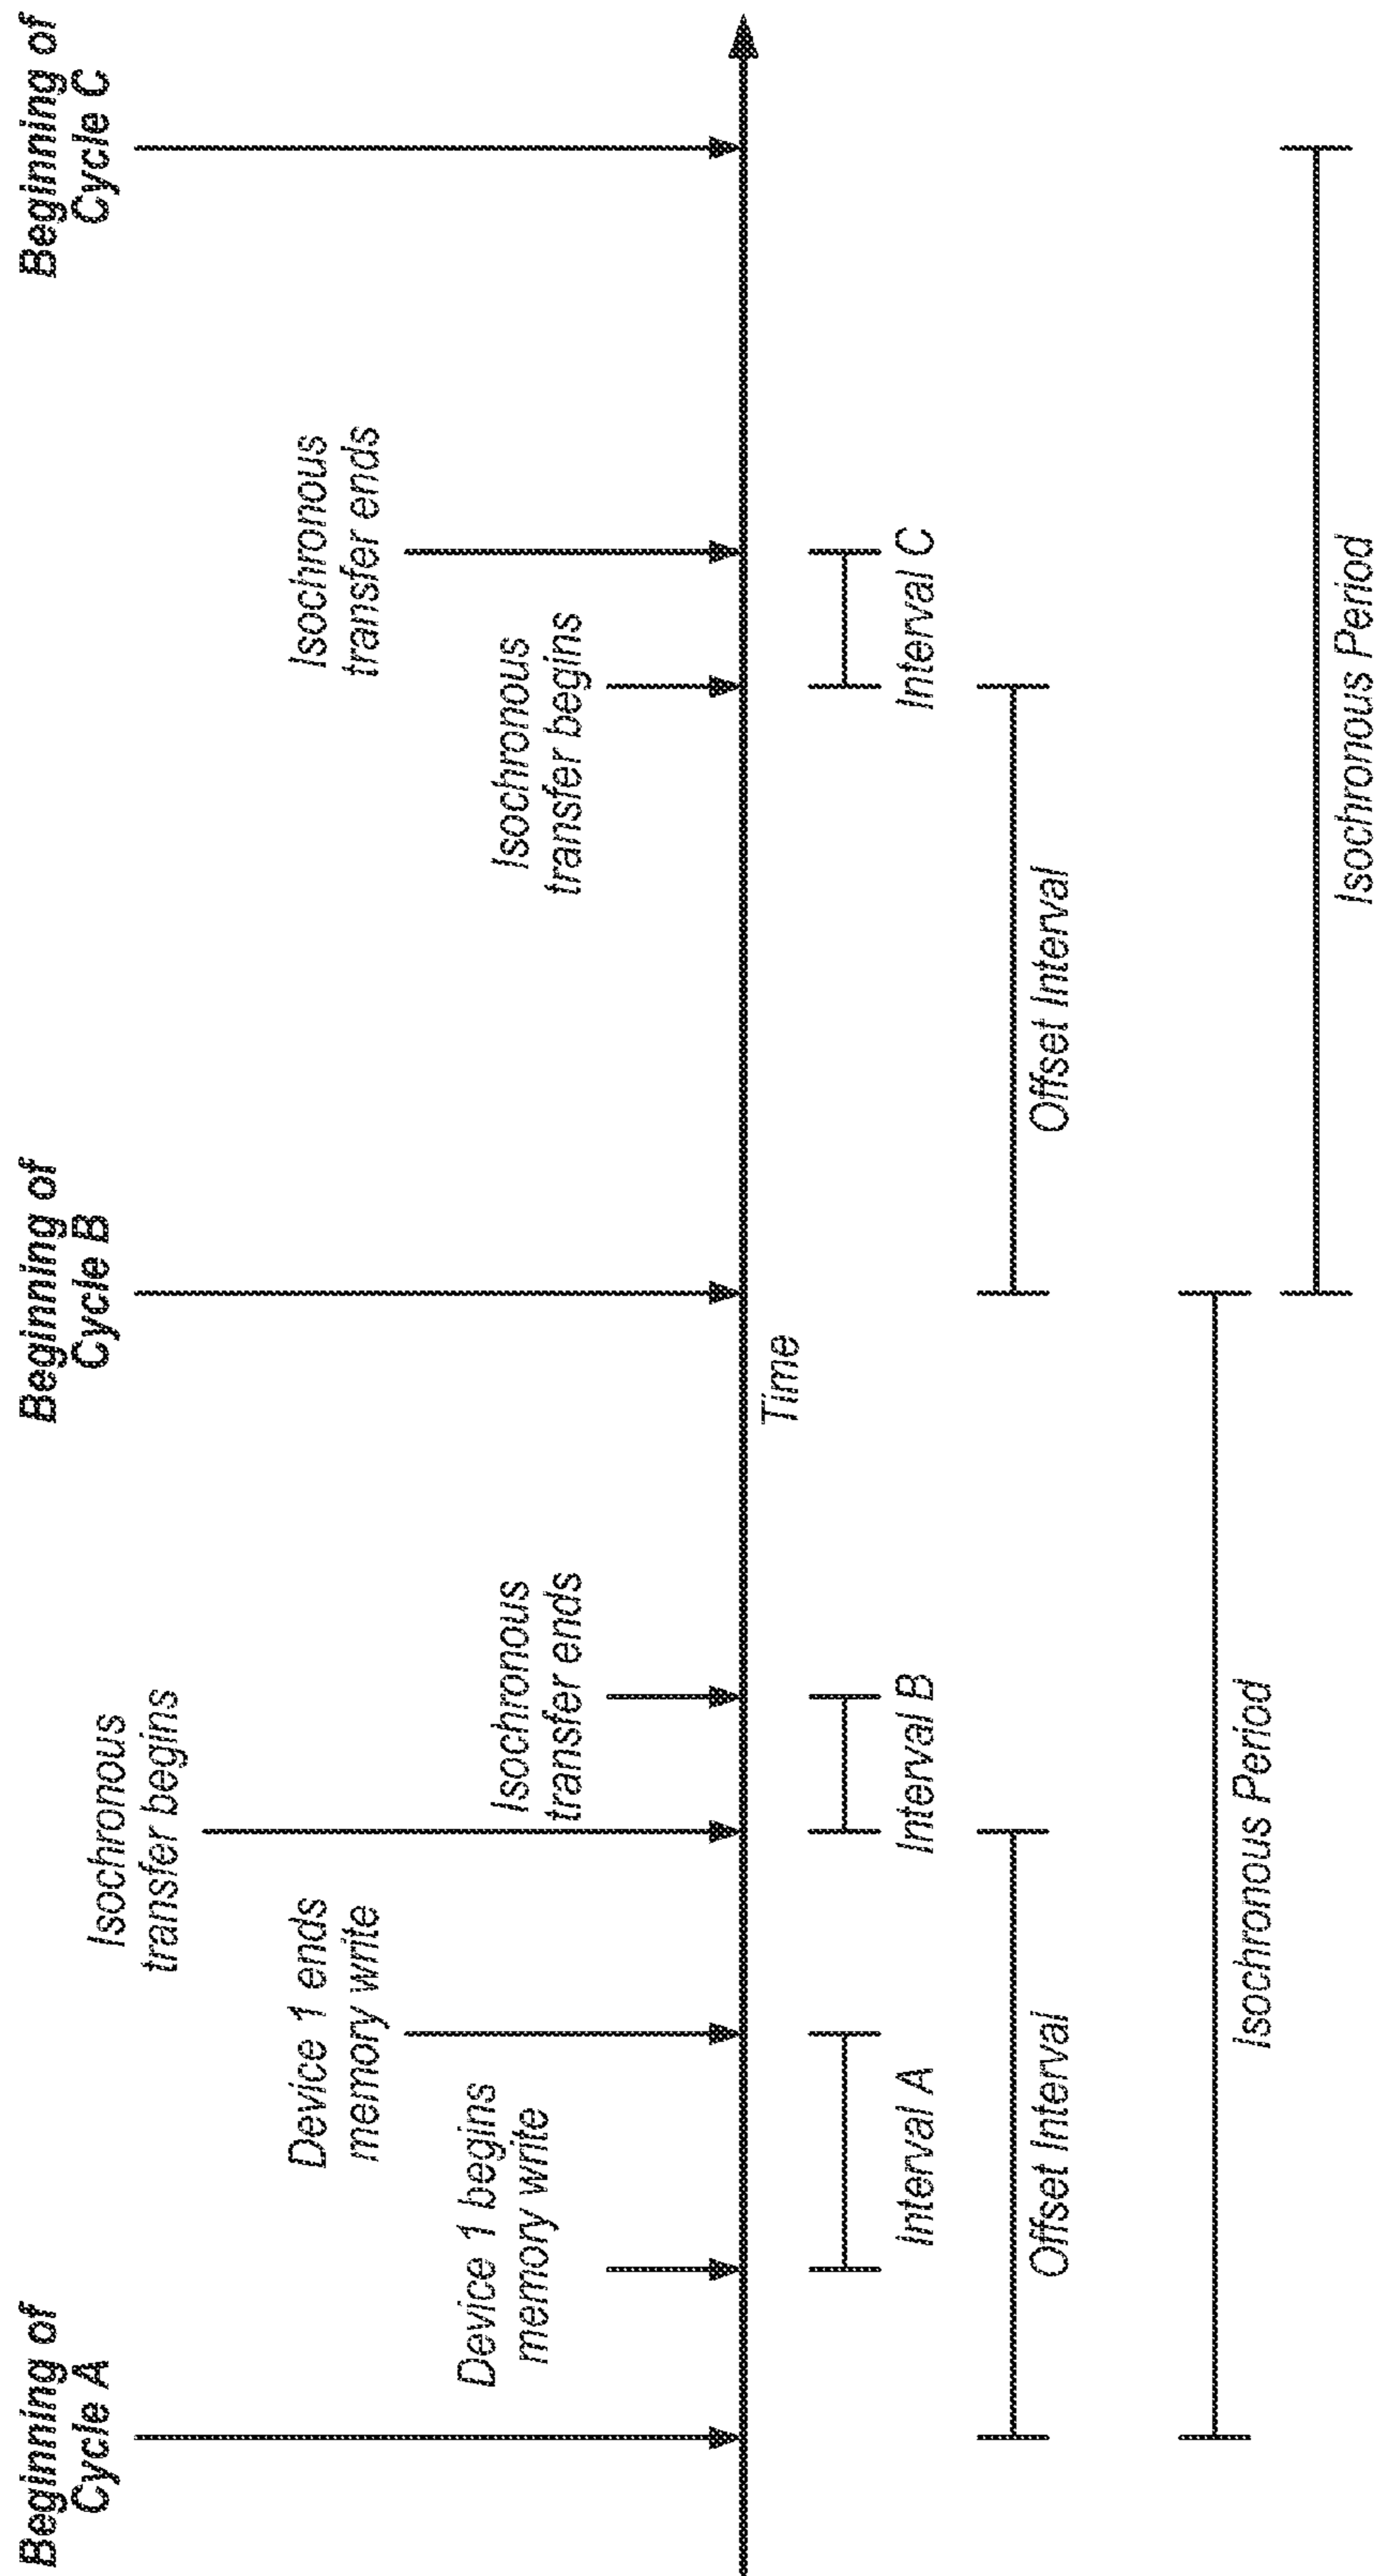 Beginning of
Cycle A
Beginning of
Cycle B
Beginning of
Cycle C
Isochronous
transfer begins
Device 1 ends
memory write
Isochronous
transfer ends
Device 1 begins
memory write
Isochronous
transfer ends
Isochronous
transfer begins
Time
Interval A
Interval B
Interval C
Offset Interval
Offset Interval
Isochronous Period
Isochronous Period